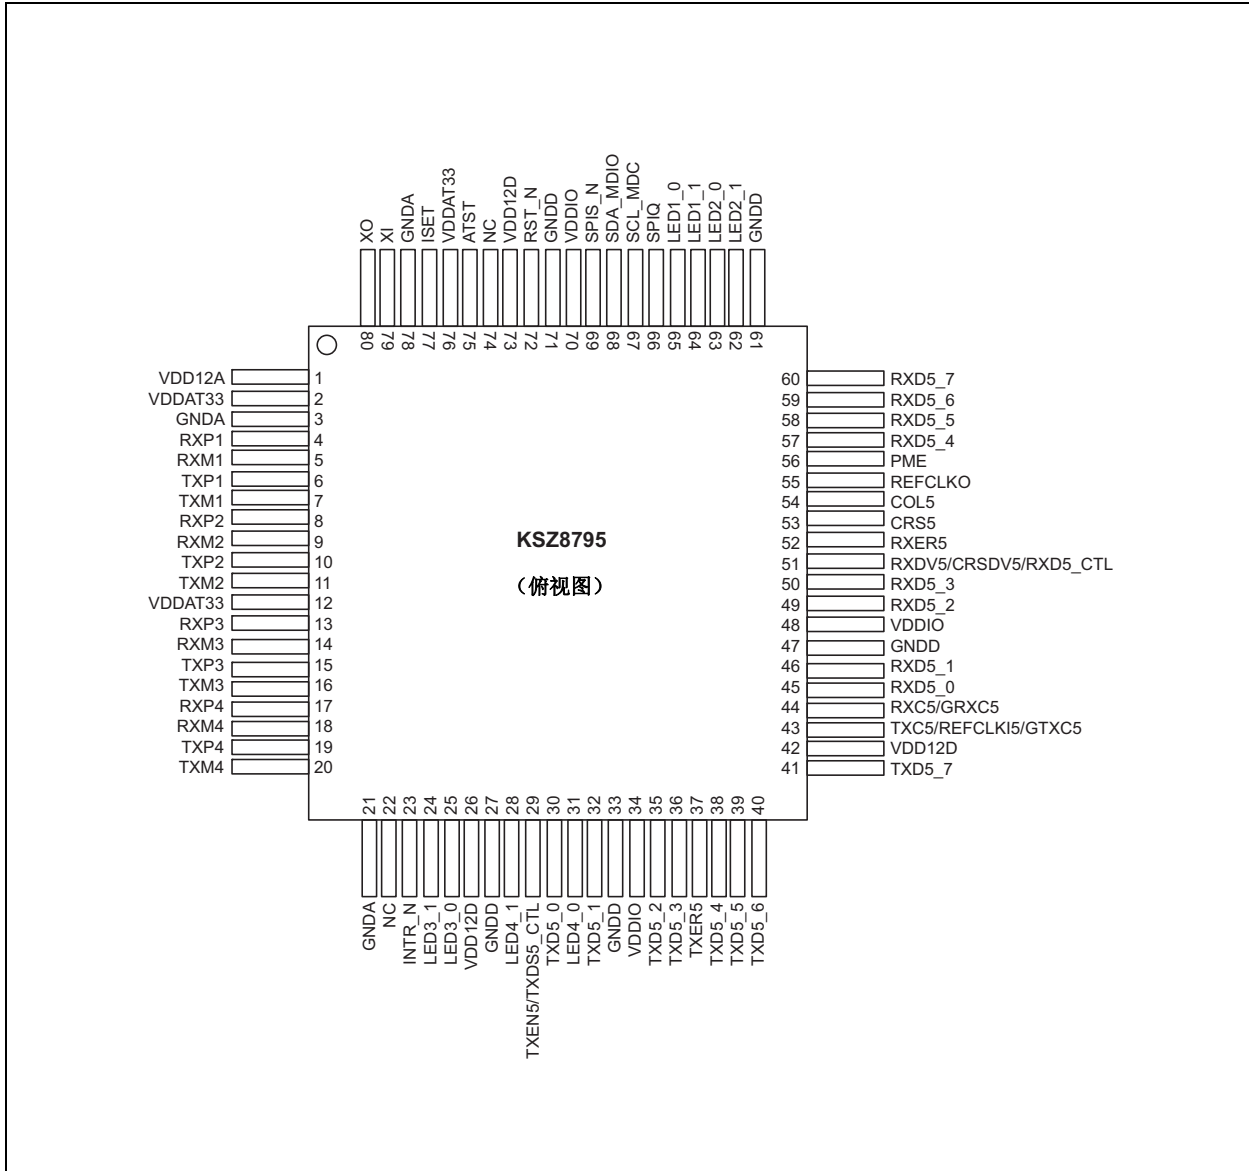 XO
XI
GNDA
ISET
VDDAT33
ATST
NC
VDD12D
RST_N
GNDD
VDDIO
SPIS_N
SDA_MDIO
SCL_MDC
SPIQ
LED1_0
LED1_1
LED2_0
LED2_1
GNDD
80
79
78
77
76
75
74
73
72
71
70
69
68
67
66
65
64
63
62
61
VDD12A 1
VDDAT33 2
GNDA 3
RXP1 4
RXM1 5
TXP1 6
TXM1 7
RXP2 8
RXM2 9
TXP2 10
TXM2 11
VDDAT33 12
RXP3 13
RXM3 14
TXP3 15
TXM3 16
RXP4 17
RXM4 18
TXP4 19
TXM4 20
KSZ8795
（俯视图）
60 RXD5_7
59 RXD5_6
58 RXD5_5
57 RXD5_4
56 PME
55 REFCLKO
54 COL5
53 CRS5
52 RXER5
51 RXDV5/CRSDV5/RXD5_CTL
50 RXD5_3
49 RXD5_2
48 VDDIO
47 GNDD
46 RXD5_1
45 RXD5_0
44 RXC5/GRXC5
43 TXC5/REFCLKI5/GTXC5
42 VDD12D
41 TXD5_7
21
22
23
24
25
26
27
28
29
30
31
32
33
34
35
36
37
38
39
40
GNDA
NC
INTR_N
LED3_1
LED3_0
VDD12D
GNDD
LED4_1
TXEN5/TXDS5_CTL
TXD5_0
LED4_0
TXD5_1
GNDD
VDDIO
TXD5_2
TXD5_3
TXER5
TXD5_4
TXD5_5
TXD5_6